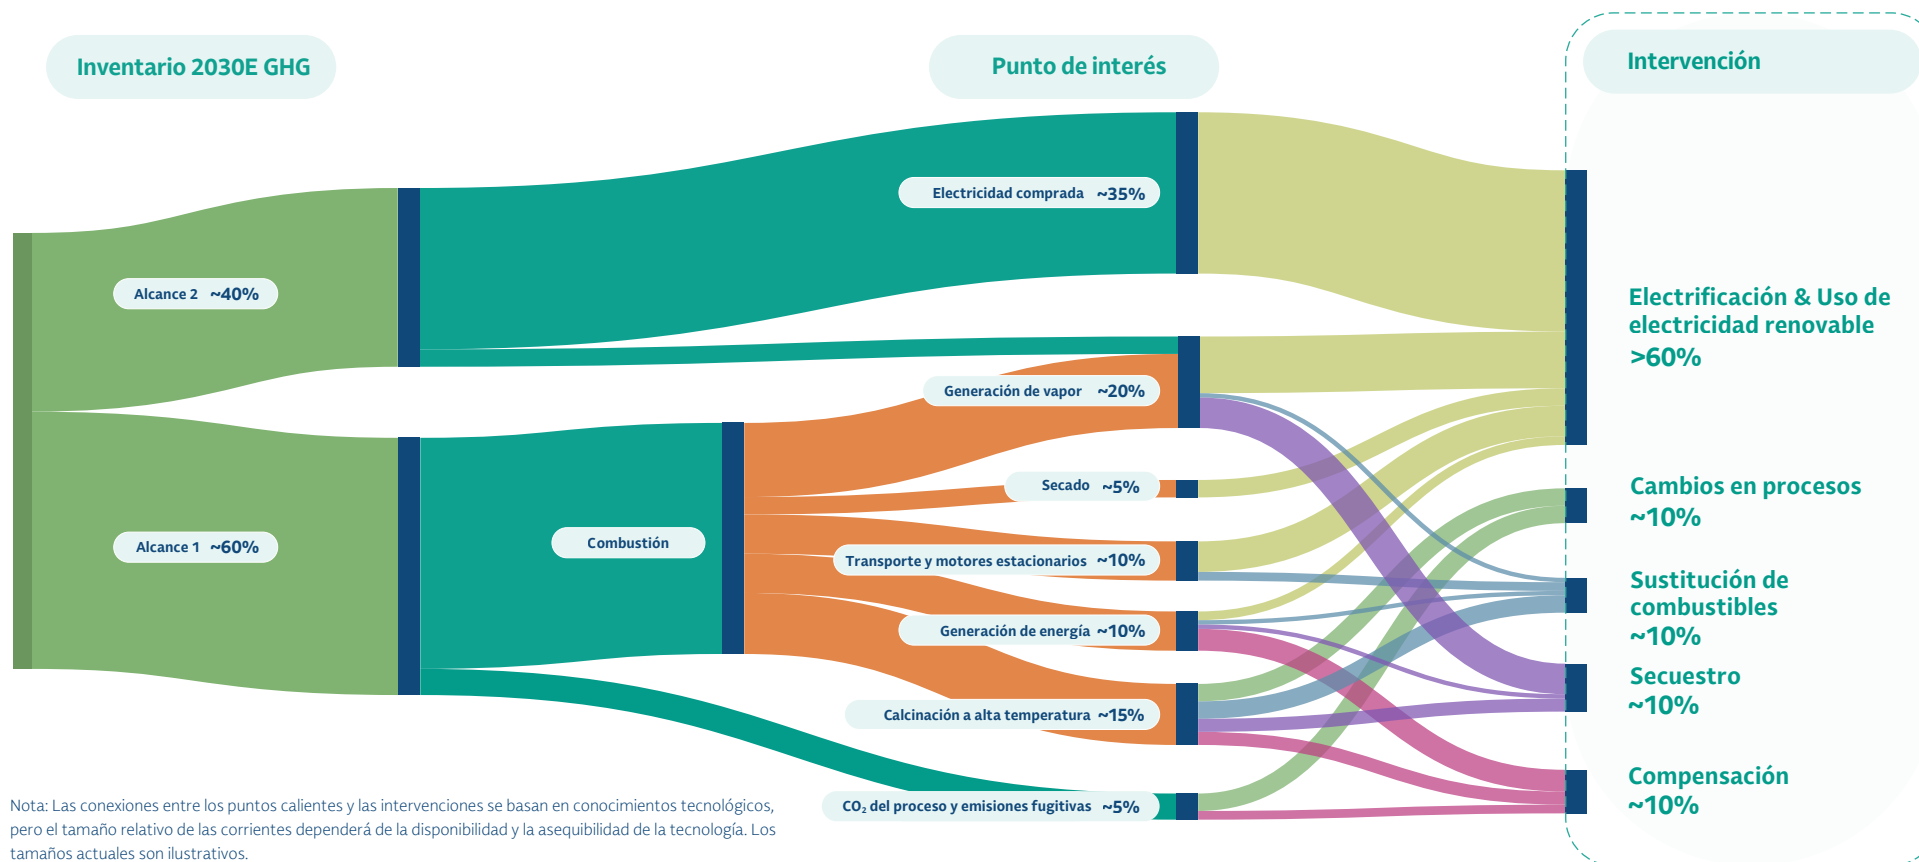 Inventario 2030E GHG
Punto de interés
Intervención
Electricidad comprada ~35%
Alcance 2 ~40%
Electrificación & Uso de
electricidad renovable
>60%
Generación de vapor ~20%
Secado ~5%
Cambios en procesos
~10%
Alcance 1 ~60%
Combustión
Transporte y motores estacionarios ~10%
Sustitución de
combustibles
~10%
Generación de energía ~10%
Secuestro
~10%
Calcinación a alta temperatura ~15%
Compensación
~10%
CO₂ del proceso y emisiones fugitivas ~5%
Nota: Las conexiones entre los puntos calientes y las intervenciones se basan en conocimientos tecnológicos,
pero el tamaño relativo de las corrientes dependerá de la disponibilidad y la asequibilidad de la tecnología. Los
tamaños actuales son ilustrativos.